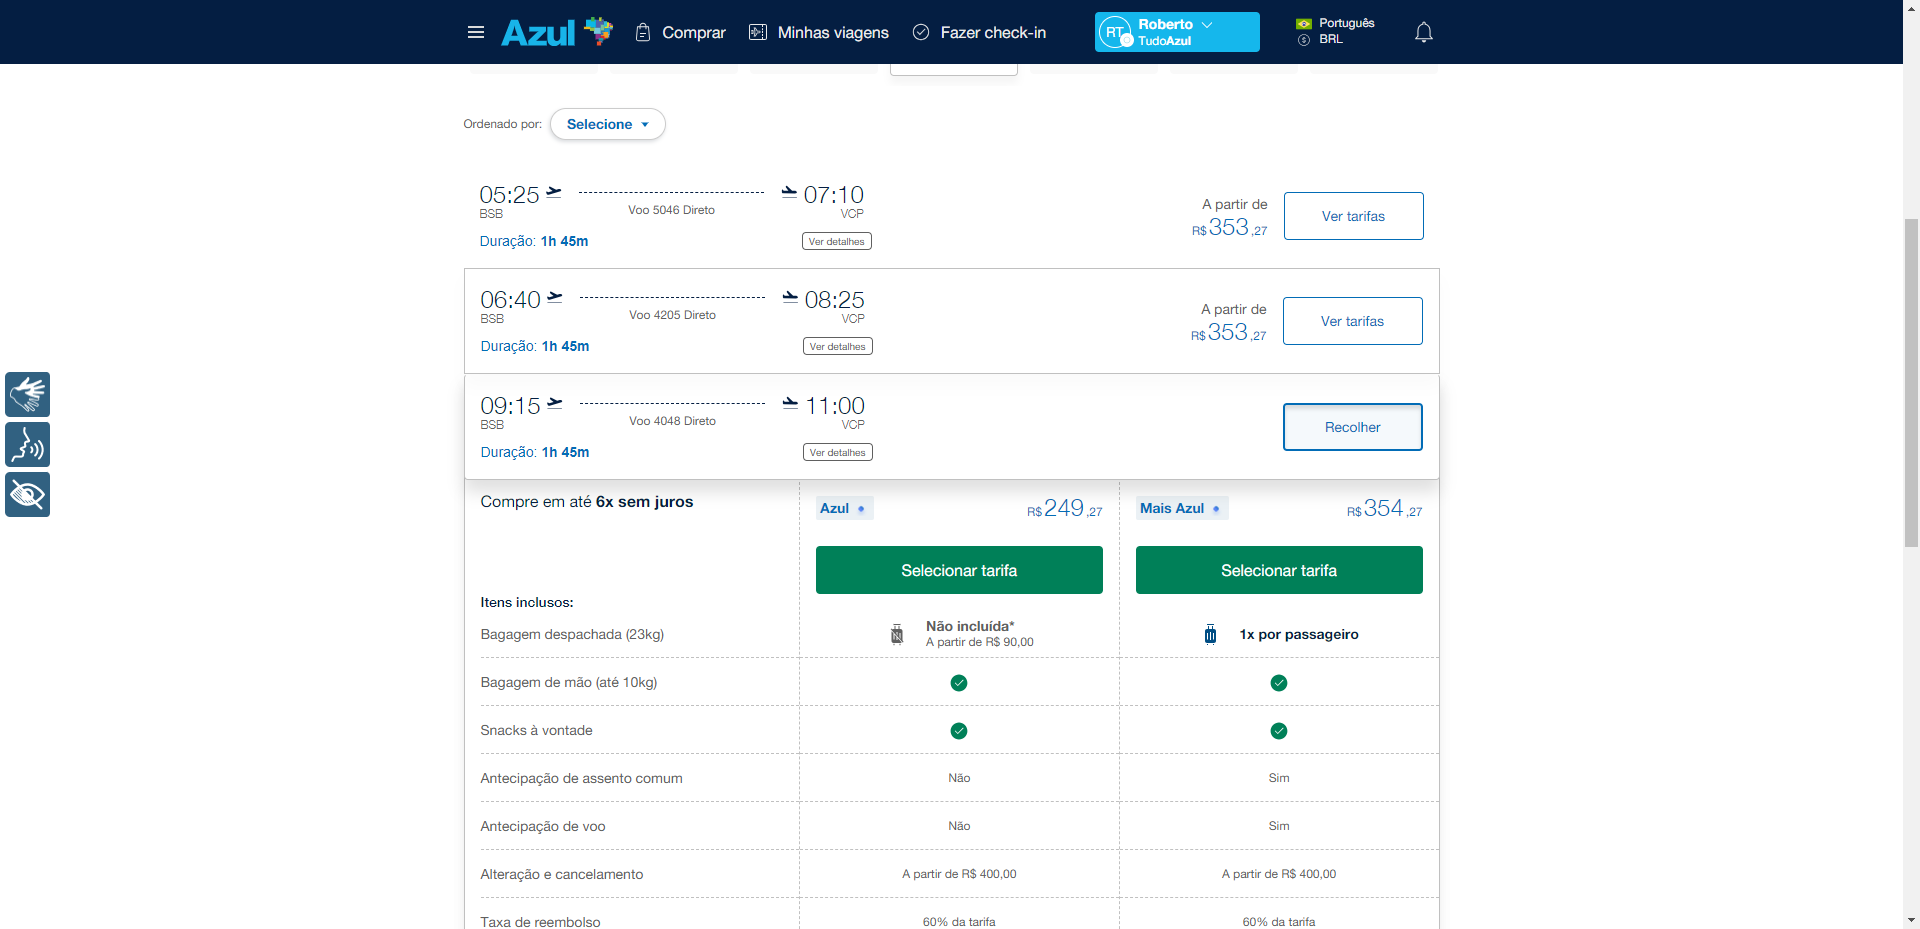 Azul
Comprar
Minhas viagens
Fazer check-in
RT
Roberto
TudoAzul
Português
BRL
Ordenado por:
Selecione
05:25
07:10
BSB
Voo 5046 Direto
VCP
Duração: 1h 45m
Ver detalhes
A partir de
R$ 353,27
Ver tarifas
06:40
08:25
BSB
Voo 4205 Direto
VCP
Duração: 1h 45m
Ver detalhes
A partir de
R$ 353,27
Ver tarifas
09:15
11:00
BSB
Voo 4048 Direto
VCP
Duração: 1h 45m
Ver detalhes
Recolher
Compre em até 6x sem juros
Azul
R$ 249,27
Mais Azul
R$ 354,27
Selecionar tarifa
Selecionar tarifa
Itens inclusos:
Bagagem despachada (23kg)
Não incluída*
A partir de R$ 90,00
1x por passageiro
Bagagem de mão (até 10kg)
Snacks à vontade
Antecipação de assento comum
Não
Sim
Antecipação de voo
Não
Sim
Alteração e cancelamento
A partir de R$ 400,00
A partir de R$ 400,00
Taxa de reembolso
60% da tarifa
60% da tarifa